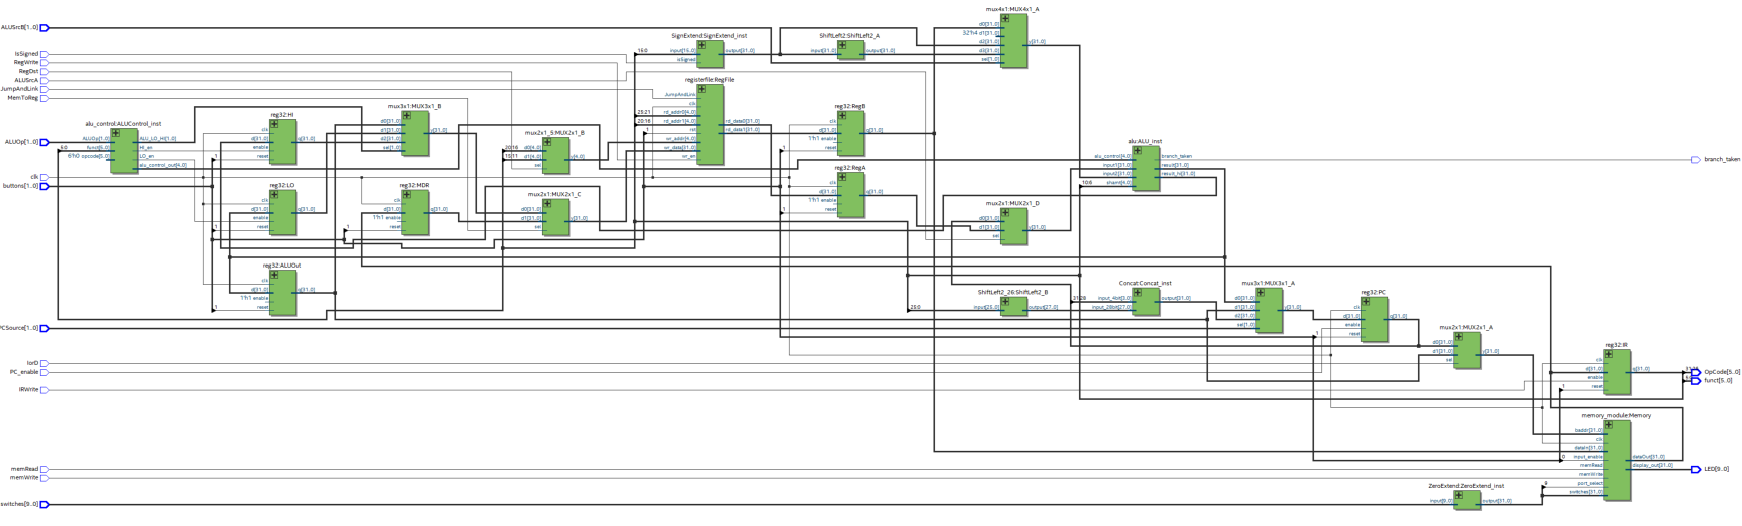 ALUSrcB[1..0]
IsSigned
RegWrite
RegDst
ALUSrcA
JumpAndLink
MemToReg
ALUOp[1..0]
clk
buttons[1..0]
PCSource[1..0]
IorD
PC_enable
IRWrite
memRead
memWrite
switches[9..0]
alu_control:ALUControl_inst
ALUOp[1..0]
funct[5..0]
6'h0 opcode[5..0]
ALU_LO_HI[1..0]
HI_en
LO_en
alu_control_out[4..0]
5:0
reg32:HI
clk
d[31..0]
enable
reset
q[31..0]
1
reg32:LO
clk
d[31..0]
enable
reset
q[31..0]
1
reg32:ALUOut
clk
d[31..0]
1'h1 enable
reset
q[31..0]
1
mux3x1:MUX3x1_B
d0[31..0]
d1[31..0]
d2[31..0]
sel[1..0]
y[31..0]
reg32:MDR
clk
d[31..0]
1'h1 enable
reset
q[31..0]
1
mux2x1_5:MUX2x1_B
20:16
15:11
d0[4..0]
d1[4..0]
sel
y[4..0]
mux2x1:MUX2x1_C
d0[31..0]
d1[31..0]
sel
y[31..0]
SignExtend:SignExtend_inst
15:0
input[15..0]
isSigned
output[31..0]
registerfile:RegFile
JumpAndLink
clk
25:21
rd_addr0[4..0]
20:16
rd_addr1[4..0]
1
rst
wr_addr[4..0]
wr_data[31..0]
wr_en
rd_data0[31..0]
rd_data1[31..0]
ShiftLeft2:ShiftLeft2_A
input[31..0]
output[31..0]
reg32:RegB
clk
d[31..0]
1'h1 enable
reset
q[31..0]
1
reg32:RegA
clk
d[31..0]
1'h1 enable
reset
q[31..0]
1
mux4x1:MUX4x1_A
d0[31..0]
32'h4 d1[31..0]
d2[31..0]
d3[31..0]
sel[1..0]
y[31..0]
mux2x1:MUX2x1_D
d0[31..0]
d1[31..0]
sel
y[31..0]
alu:ALU_inst
alu_control[4..0]
input1[31..0]
input2[31..0]
10:6
shamt[4..0]
branch_taken
result[31..0]
result_hi[31..0]
ShiftLeft2_26:ShiftLeft2_B
25:0
input[25..0]
output[27..0]
Concat:Concat_inst
31:28
input_4bit[3..0]
input_28bit[27..0]
output[31..0]
mux3x1:MUX3x1_A
d0[31..0]
d1[31..0]
d2[31..0]
sel[1..0]
y[31..0]
reg32:PC
clk
d[31..0]
enable
reset
q[31..0]
1
mux2x1:MUX2x1_A
d0[31..0]
d1[31..0]
sel
y[31..0]
reg32:IR
clk
d[31..0]
enable
reset
q[31..0]
1
memory_module:Memory
baddr[31..0]
clk
dataIn[31..0]
0
input_enable
memRead
memWrite
9
port_select
switches[31..0]
dataOut[31..0]
display_out[31..0]
ZeroExtend:ZeroExtend_inst
input[9..0]
output[31..0]
branch_taken
OpCode[5..0]
funct[5..0]
LED[9..0]